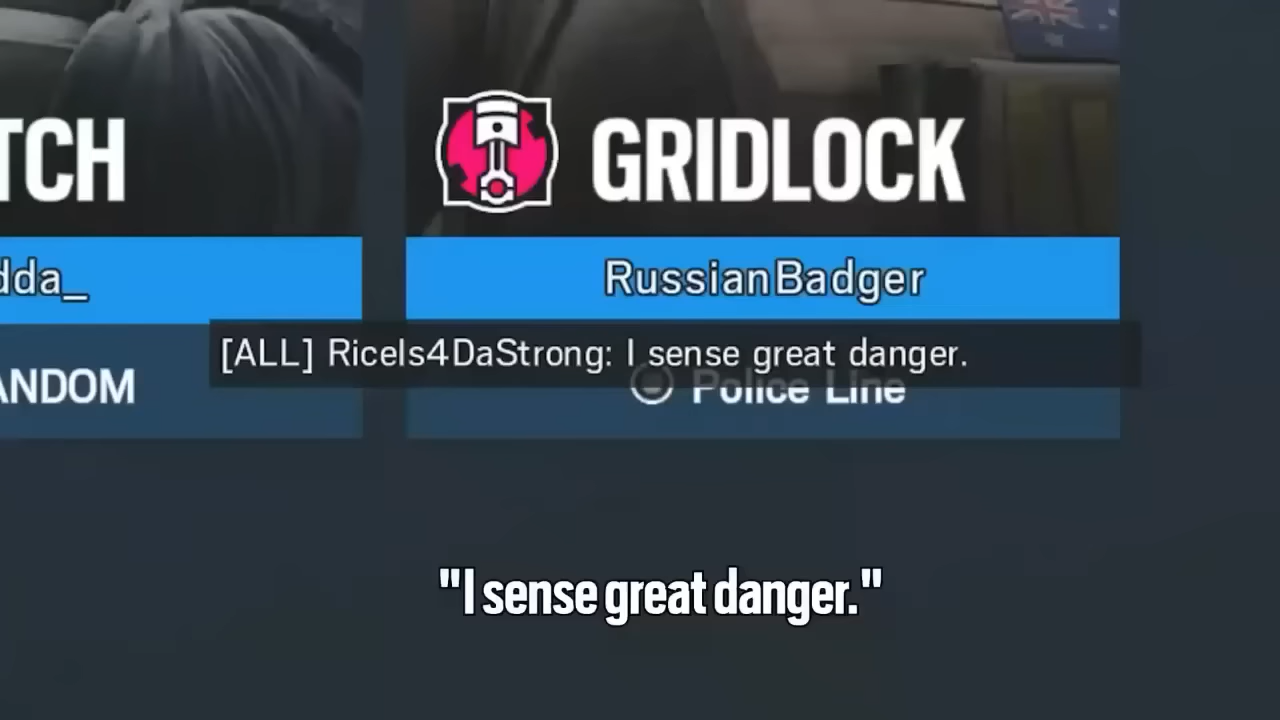 TCH
GRIDLOCK
dda_
RussianBadger
[ALL] RiceIs4DaStrong: I sense great danger.
ANDOM
Police Line
"I sense great danger."